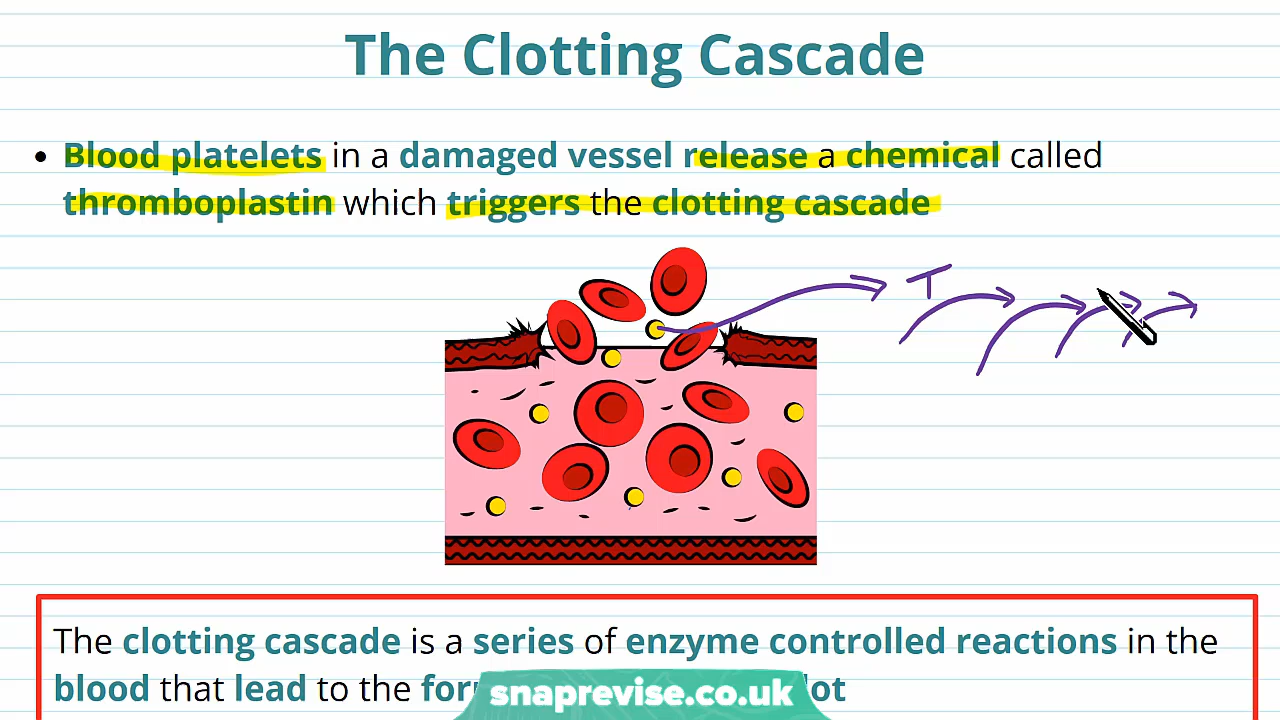 The Clotting Cascade
• Blood platelets in a damaged vessel release a chemical called
thromboplastin which triggers the clotting cascade
T
The clotting cascade is a series of enzyme controlled reactions in the
blood that lead to the
snaprevise.co.uk